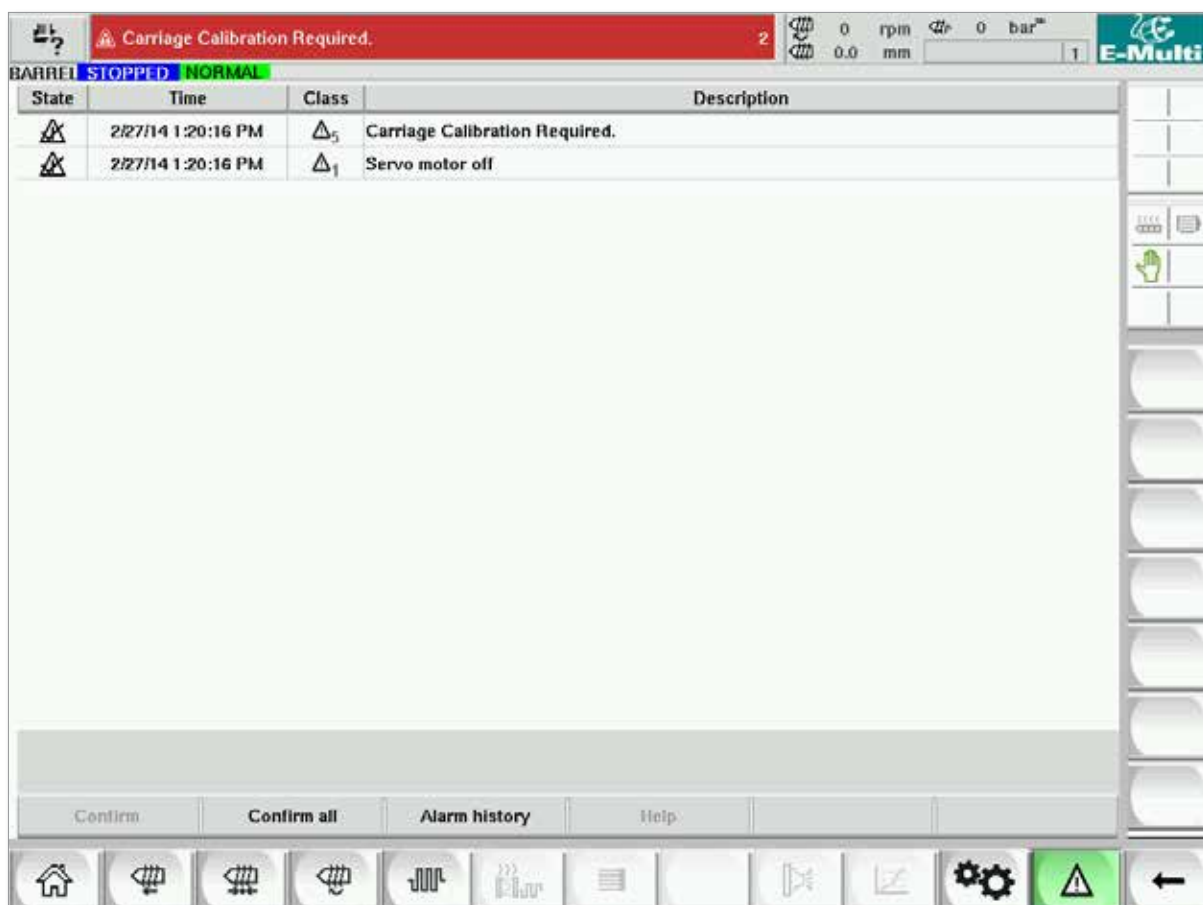 Carriage Calibration Required. 2
0 rpm 0 bar
0.0 mm 1
E-Multi
BARREL STOPPED NORMAL
State Time Class Description
2/27/14 1:20:16 PM 5 Carriage Calibration Required.
2/27/14 1:20:16 PM 1 Servo motor off
Confirm Confirm all Alarm history Help